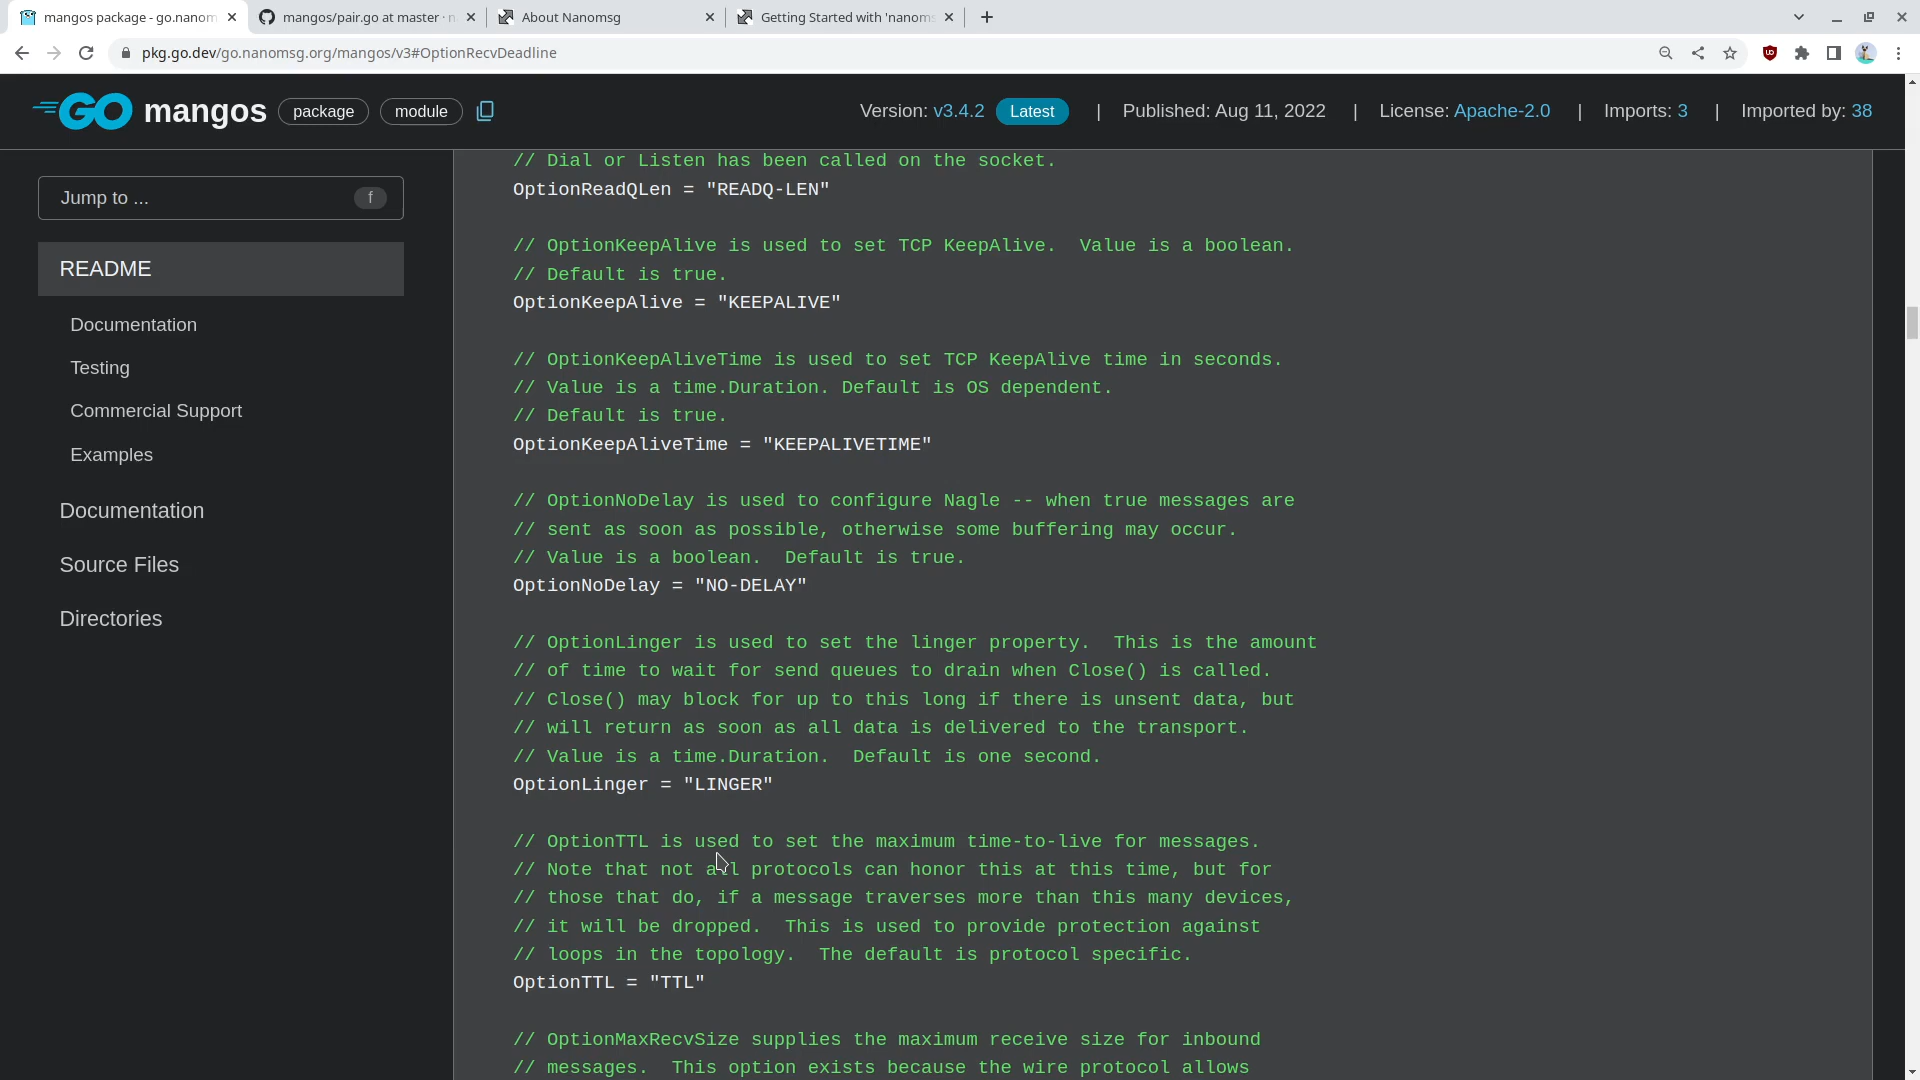 mangos package - go.nanom
mangos/pair.go at master · n
About Nanomsg
Getting Started with 'nanoms
pkg.go.dev/go.nanomsg.org/mangos/v3#OptionRecvDeadline
GO mangos package module
Version: v3.4.2 Latest | Published: Aug 11, 2022 | License: Apache-2.0 | Imports: 3 | Imported by: 38
Jump to ... f
README
Documentation
Testing
Commercial Support
Examples
Documentation
Source Files
Directories
// Dial or Listen has been called on the socket.
OptionReadQLen = "READQ-LEN"
// OptionKeepAlive is used to set TCP KeepAlive.  Value is a boolean.
// Default is true.
OptionKeepAlive = "KEEPALIVE"
// OptionKeepAliveTime is used to set TCP KeepAlive time in seconds.
// Value is a time.Duration. Default is OS dependent.
// Default is true.
OptionKeepAliveTime = "KEEPALIVETIME"
// OptionNoDelay is used to configure Nagle -- when true messages are
// sent as soon as possible, otherwise some buffering may occur.
// Value is a boolean.  Default is true.
OptionNoDelay = "NO-DELAY"
// OptionLinger is used to set the linger property.  This is the amount
// of time to wait for send queues to drain when Close() is called.
// Close() may block for up to this long if there is unsent data, but
// will return as soon as all data is delivered to the transport.
// Value is a time.Duration.  Default is one second.
OptionLinger = "LINGER"
// OptionTTL is used to set the maximum time-to-live for messages.
// Note that not all protocols can honor this at this time, but for
// those that do, if a message traverses more than this many devices,
// it will be dropped.  This is used to provide protection against
// loops in the topology.  The default is protocol specific.
OptionTTL = "TTL"
// OptionMaxRecvSize supplies the maximum receive size for inbound
// messages.  This option exists because the wire protocol allows